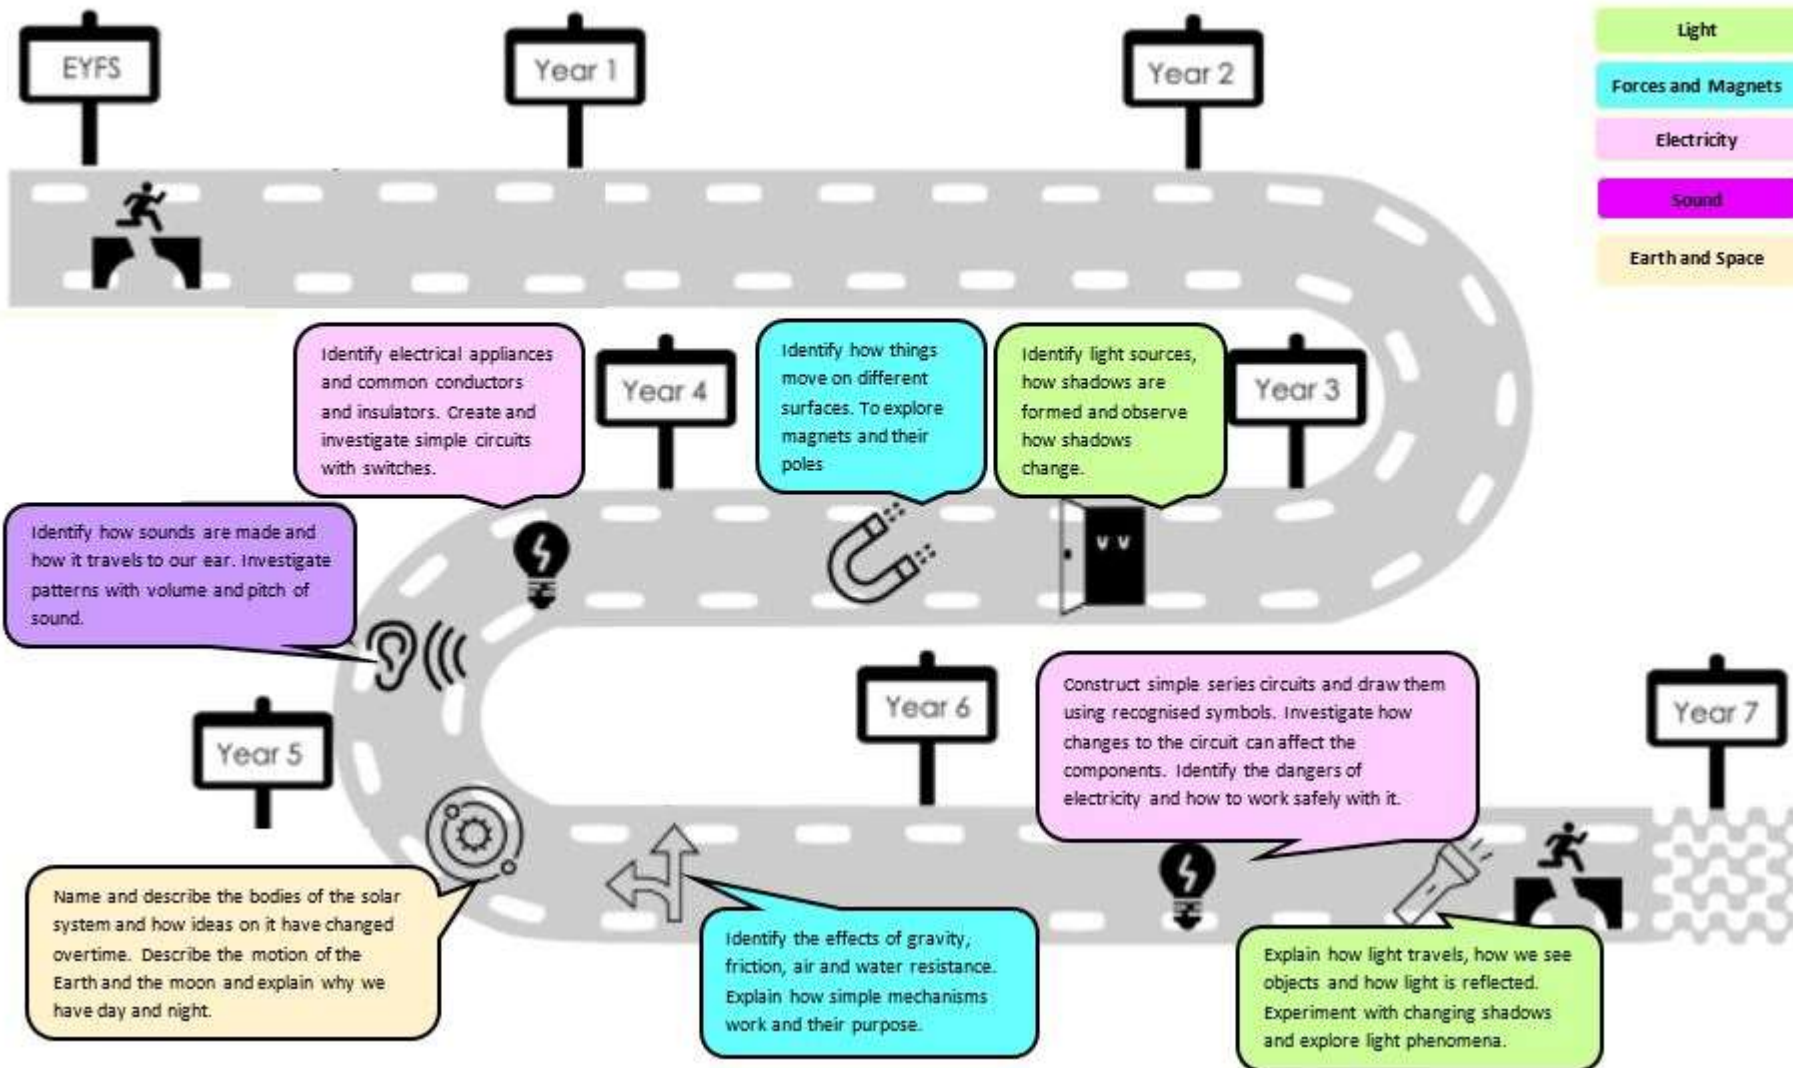 EYFS
Year 1
Year 2
Light
Forces and Magnets
Electricity
Sound
Earth and Space
Identify light sources,
how shadows are
formed and observe
how shadows
change.
Year 3
Identify how things
move on different
surfaces. To explore
magnets and their
poles
Year 4
Identify electrical appliances
and common conductors
and insulators. Create and
investigate simple circuits
with switches.
Identify how sounds are made and
how it travels to our ear. Investigate
patterns with volume and pitch of
sound.
Year 5
Name and describe the bodies of the solar
system and how ideas on it have changed
overtime. Describe the motion of the
Earth and the moon and explain why we
have day and night.
Identify the effects of gravity,
friction, air and water resistance.
Explain how simple mechanisms
work and their purpose.
Year 6
Construct simple series circuits and draw them
using recognised symbols. Investigate how
changes to the circuit can affect the
components. Identify the dangers of
electricity and how to work safely with it.
Explain how light travels, how we see
objects and how light is reflected.
Experiment with changing shadows
and explore light phenomena.
Year 7